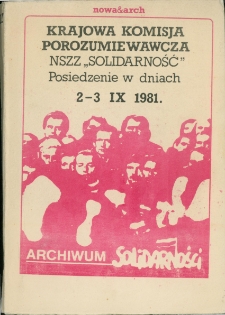 nowa&arch
KRAJOWA KOMISJA
POROZUMIEWAWCZA
NSZZ „SOLIDARNOŚĆ”
Posiedzenie w dniach
2–3 IX 1981.
ARCHIWUM SOLIDARNOŚCI